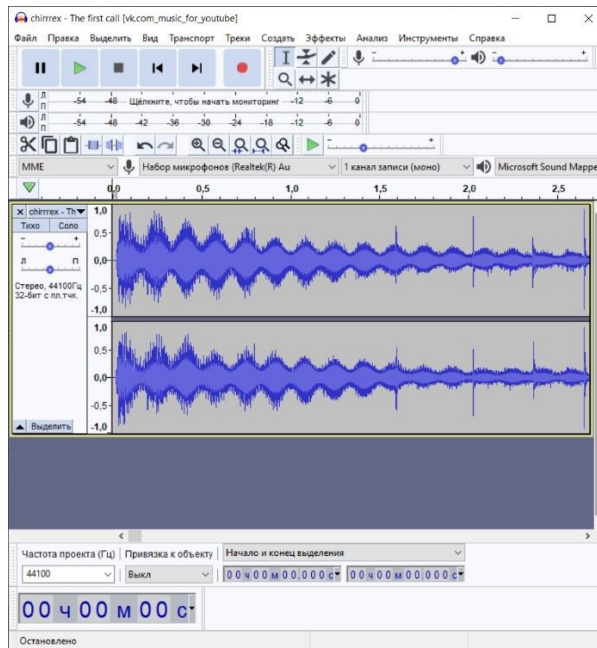 chirrrex - The first call [vk.com_music_for_youtube]
Файл Правка Выделить Вид Транспорт Треки Создать Эффекты Анализ Инструменты Справка
Л
П
-54 -48 Щёлкните, чтобы начать мониторинг -12 -6 0
Л
П
-54 -48 -42 -36 -30 -24 -18 -12 -6 0
MME Набор микрофонов (Realtek(R) Au 1 канал записи (моно) Microsoft Sound Mappe
0,0 0,5 1,0 1,5 2,0 2,5
chirrrex - Th
Тихо Соло
- +
Л П
Стерео, 44100Гц
32-бит с пл.тчк.
1,0
0,5
0,0
-0,5
-1,0
1,0
0,5
0,0
-0,5
-1,0
Выделить
Частота проекта (Гц) Привязка к объекту Начало и конец выделения
44100 Выкл 00 ч 00 м 00,000 с 00 ч 00 м 00,000 с
00 ч 00 м 00 с
Остановлено